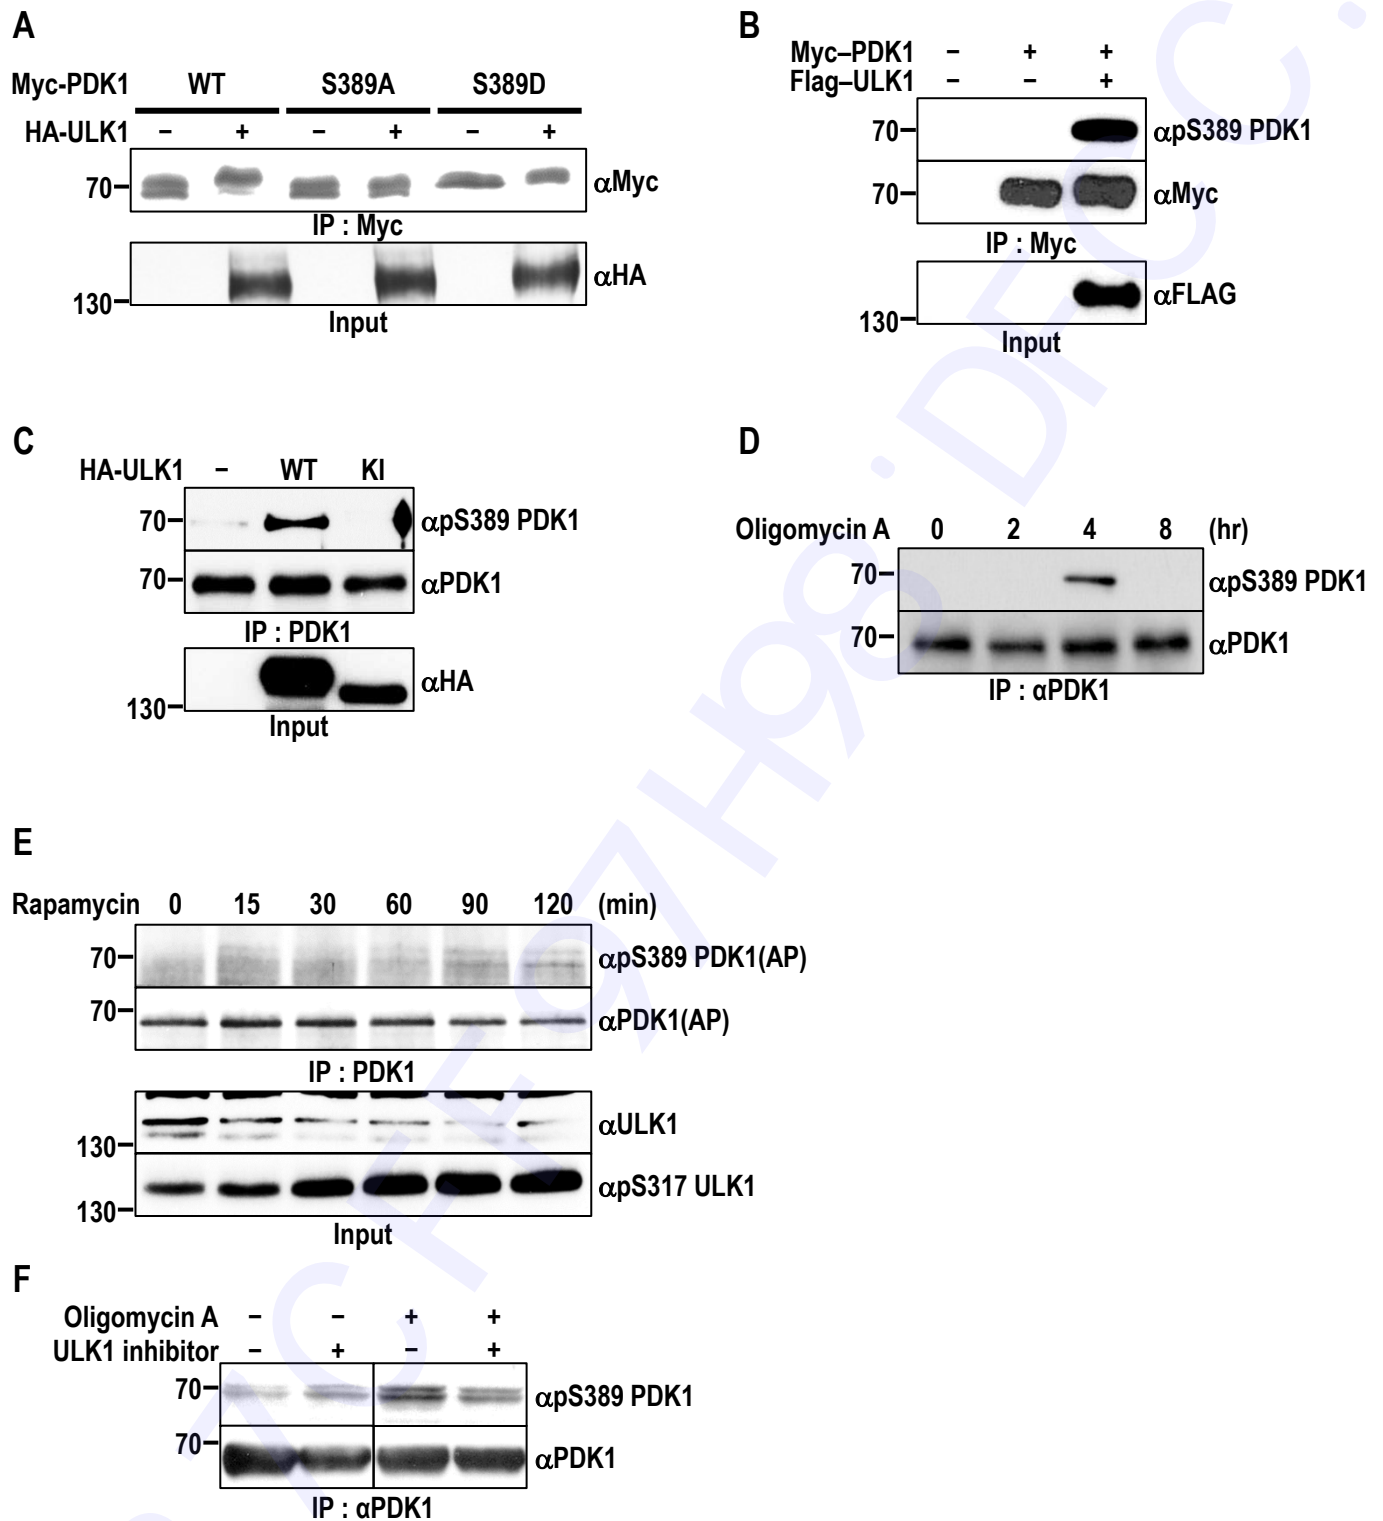 A
Myc-PDK1 WT S389A S389D
HA-ULK1 − + − + − +
70 αMyc
IP : Myc
αHA
130
Input
B
Myc–PDK1 − + +
Flag–ULK1 − − +
70 αpS389 PDK1
70 αMyc
IP : Myc
αFLAG
130
Input
C
HA-ULK1 − WT KI
70 αpS389 PDK1
70 αPDK1
IP : PDK1
αHA
130
Input
D
Oligomycin A 0 2 4 8 (hr)
70 αpS389 PDK1
70 αPDK1
IP : αPDK1
E
Rapamycin 0 15 30 60 90 120 (min)
70 αpS389 PDK1(AP)
70 αPDK1(AP)
IP : PDK1
αULK1
130
αpS317 ULK1
130
Input
F
Oligomycin A − − + +
ULK1 inhibitor − + − +
70 αpS389 PDK1
70 αPDK1
IP : αPDK1